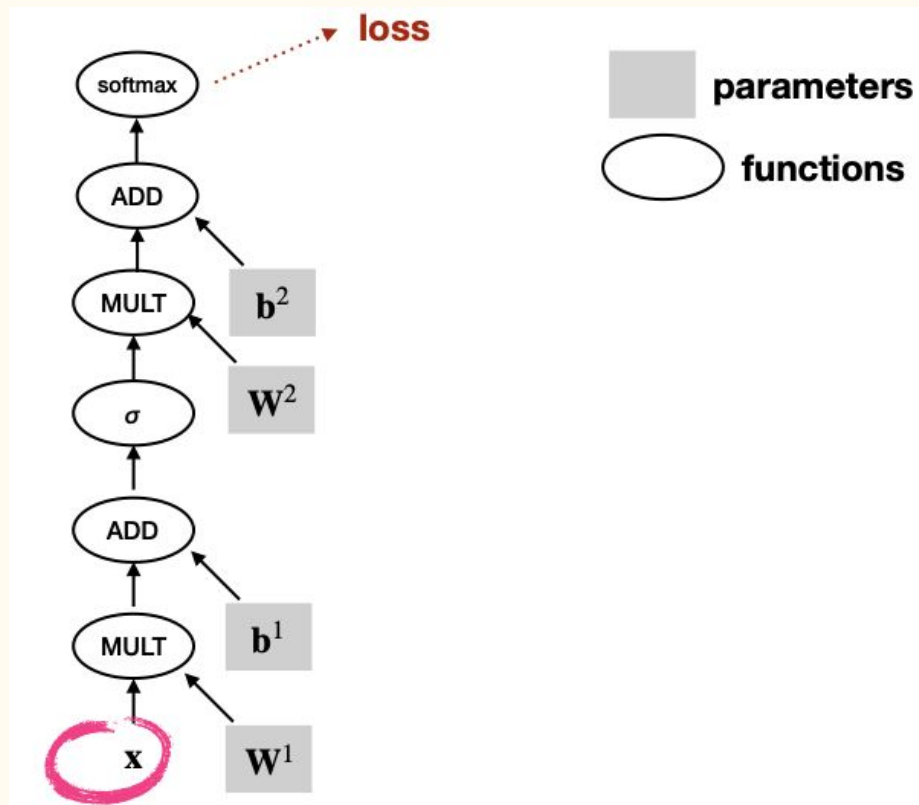 loss
softmax
parameters
functions
ADD
b²
MULT
W²
σ
ADD
b¹
MULT
x
W¹